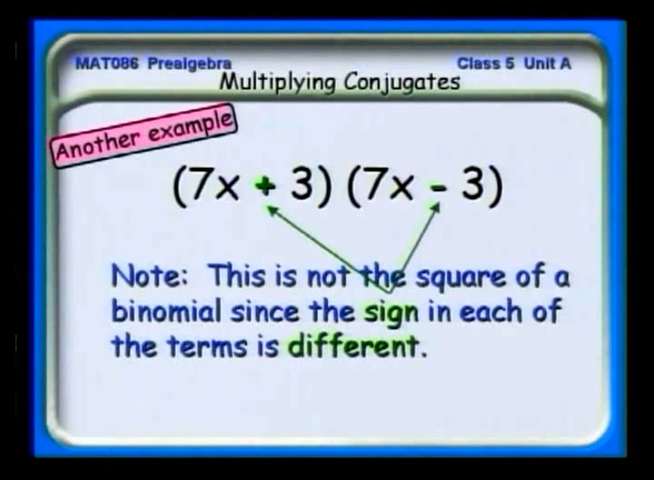 MAT086 Prealgebra
Class 5 Unit A
Multiplying Conjugates
Another example
(7x + 3) (7x - 3)
Note: This is not the square of a
binomial since the sign in each of
the terms is different.